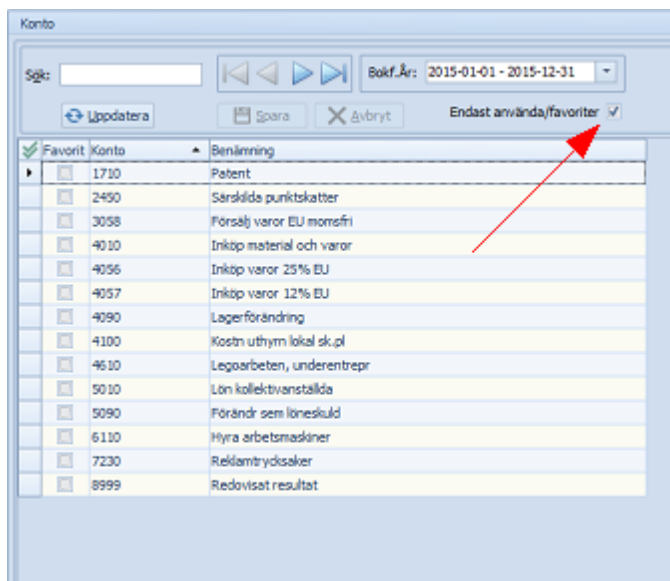 Konto
Sök:
Bokf.År: 2015-01-01 - 2015-12-31
Uppdatera
Spara
Avbryt
Endast använda/favoriter
Favorit Konto Benämning
1710 Patent
2450 Särskilda punktskatter
3058 Försälj varor EU momsfri
4010 Inköp material och varor
4056 Inköp varor 25% EU
4057 Inköp varor 12% EU
4090 Lagerförändring
4100 Kostn uthyrn lokal sk.pl
4610 Legoarbeten, underentrepr
5010 Lön kollektivanställda
5090 Förändr sem löneskuld
6110 Hyra arbetsmaskiner
7230 Reklamtrycksaker
8999 Redovisat resultat